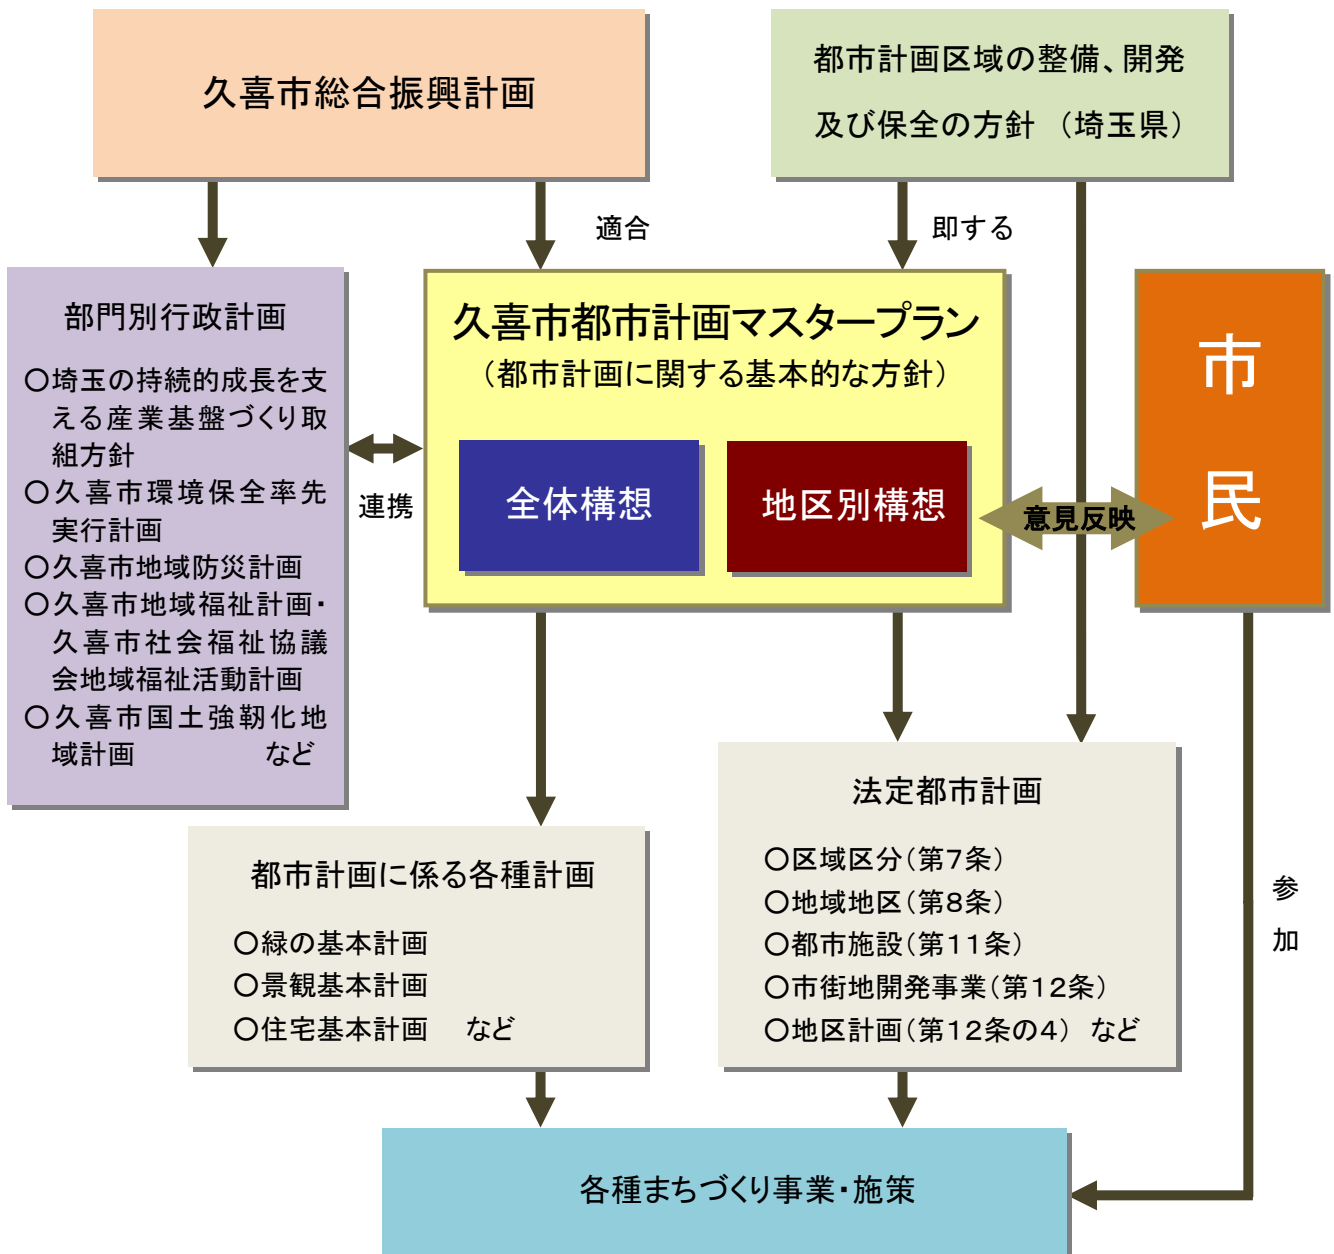 久喜市総合振興計画
都市計画区域の整備、開発
及び保全の方針 （埼玉県）
適合
即する
部門別行政計画
○埼玉の持続的成長を支
える産業基盤づくり取
組方針
○久喜市環境保全率先
実行計画
○久喜市地域防災計画
○久喜市地域福祉計画・
久喜市社会福祉協議
会地域福祉活動計画
○久喜市国土強靭化地
域計画 など
連携
久喜市都市計画マスタープラン
（都市計画に関する基本的な方針）
全体構想
地区別構想
意見反映
市
民
都市計画に係る各種計画
○緑の基本計画
○景観基本計画
○住宅基本計画 など
法定都市計画
○区域区分（第７条）
○地域地区（第８条）
○都市施設（第１１条）
○市街地開発事業（第１２条）
○地区計画（第１２条の４） など
参
加
各種まちづくり事業・施策